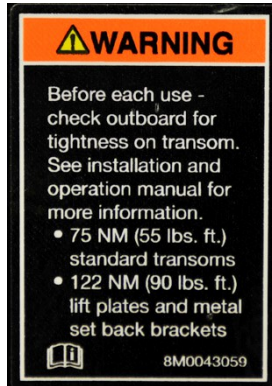 WARNING
Before each use -
check outboard for
tightness on transom.
See installation and
operation manual for
more information.
• 75 NM (55 lbs. ft.)
standard transoms
• 122 NM (90 lbs. ft.)
lift plates and metal
set back brackets
8M0043059